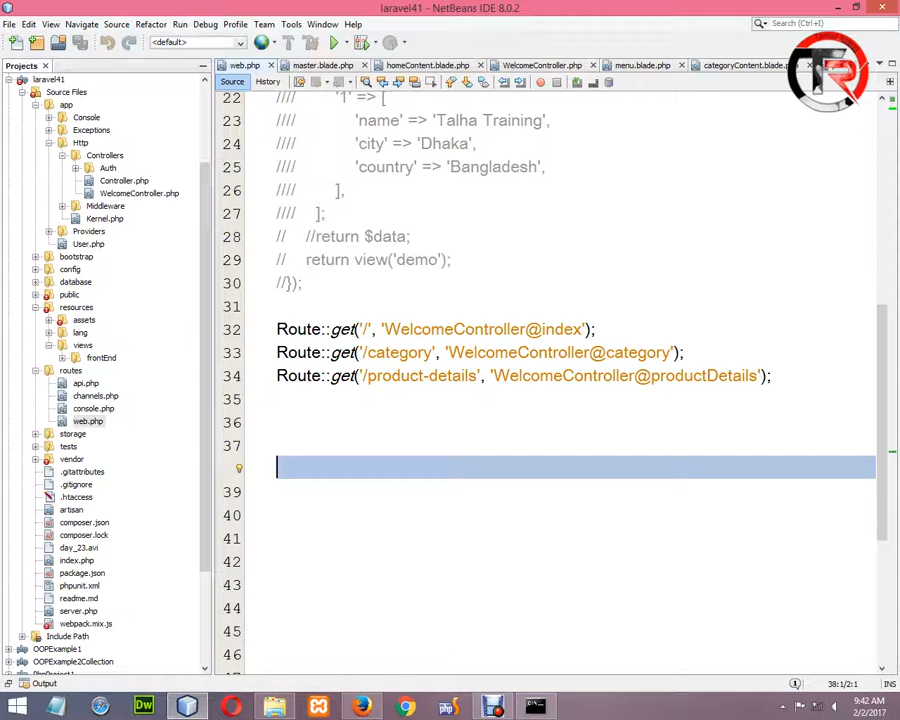 laravel41 - NetBeans IDE 8.0.2
File Edit View Navigate Source Refactor Run Debug Profile Team Tools Window Help
Search (Ctrl+I)
<default>
Projects
web.php master.blade.php homeContent.blade.php WelcomeController.php menu.blade.php categoryContent.blade.p
Source History
laravel41
Source Files
app
Console
Exceptions
Http
Controllers
Auth
Controller.php
WelcomeController.php
Middleware
Kernel.php
Providers
User.php
bootstrap
config
database
public
resources
assets
lang
views
frontEnd
routes
api.php
channels.php
console.php
web.php
storage
tests
vendor
.gitattributes
.gitignore
.htaccess
artisan
composer.json
composer.lock
day_23.avi
index.php
package.json
phpunit.xml
readme.md
server.php
webpack.mix.js
Include Path
OOPExample1
OOPExample2Collection
PhpProject1
22 //// '1' => [
23 //// 'name' => 'Talha Training',
24 //// 'city' => 'Dhaka',
25 //// 'country' => 'Bangladesh',
26 //// ],
27 //// ];
28 // //return $data;
29 // return view('demo');
30 //});
31
32 Route::get('/', 'WelcomeController@index');
33 Route::get('/category', 'WelcomeController@category');
34 Route::get('/product-details', 'WelcomeController@productDetails');
35
36
37
39
40
41
42
43
44
45
46
Output
38:1/2:1 INS
9:42 AM
2/2/2017